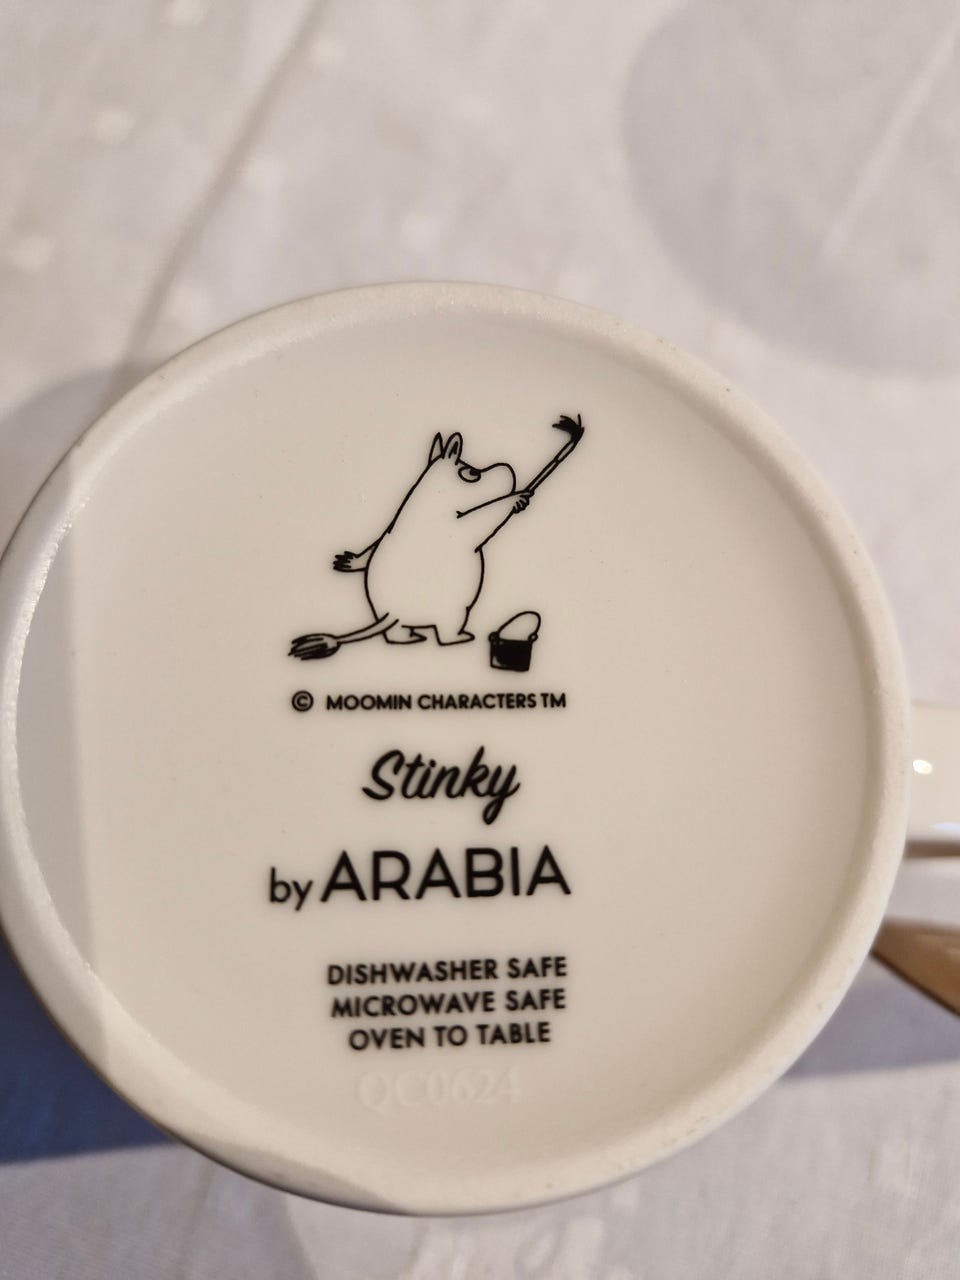 © MOOMIN CHARACTERS TM
Stinky
by ARABIA
DISHWASHER SAFE
MICROWAVE SAFE
OVEN TO TABLE
QC0624